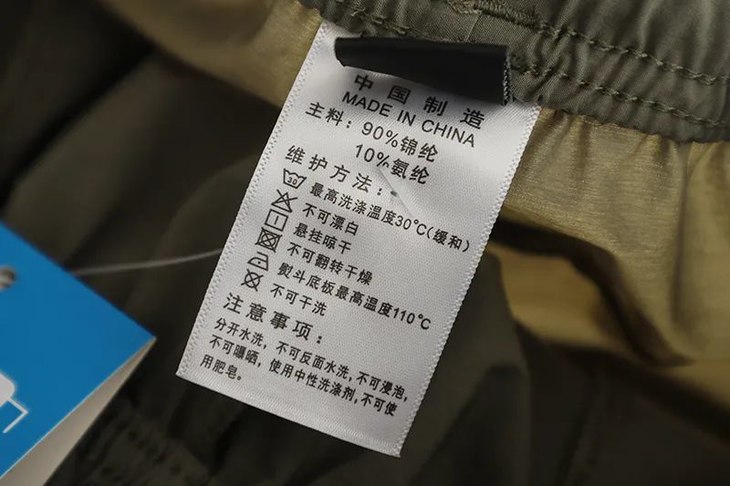 中国制造
MADE IN CHINA
主料：90%锦纶
10%氨纶
维护方法：
30 最高洗涤温度30℃(缓和)
不可漂白
悬挂晾干
不可翻转干燥
熨斗底板最高温度110℃
不可干洗
注意事项：
分开水洗，不可反面水洗，不可浸泡，
不可曝晒，使用中性洗涤剂，不可使
用肥皂。